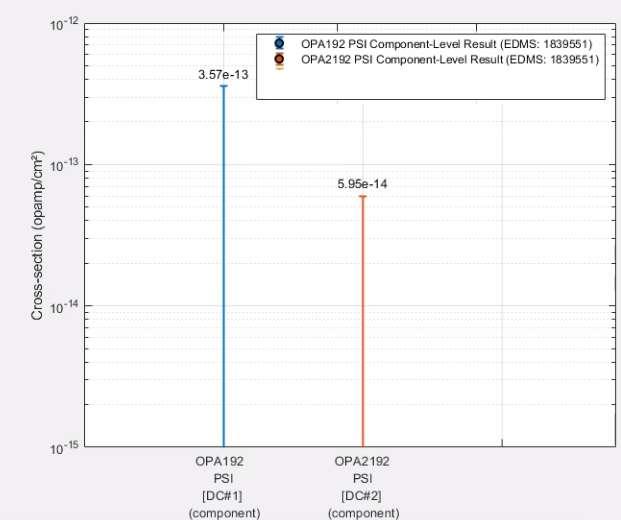 10⁻¹²
OPA192 PSI Component-Level Result (EDMS: 1839551)
OPA2192 PSI Component-Level Result (EDMS: 1839551)
3.57e-13
10⁻¹³
5.95e-14
Cross-section (opamp/cm²)
10⁻¹⁴
10⁻¹⁵
OPA192
PSI
[DC#1]
(component)
OPA2192
PSI
[DC#2]
(component)